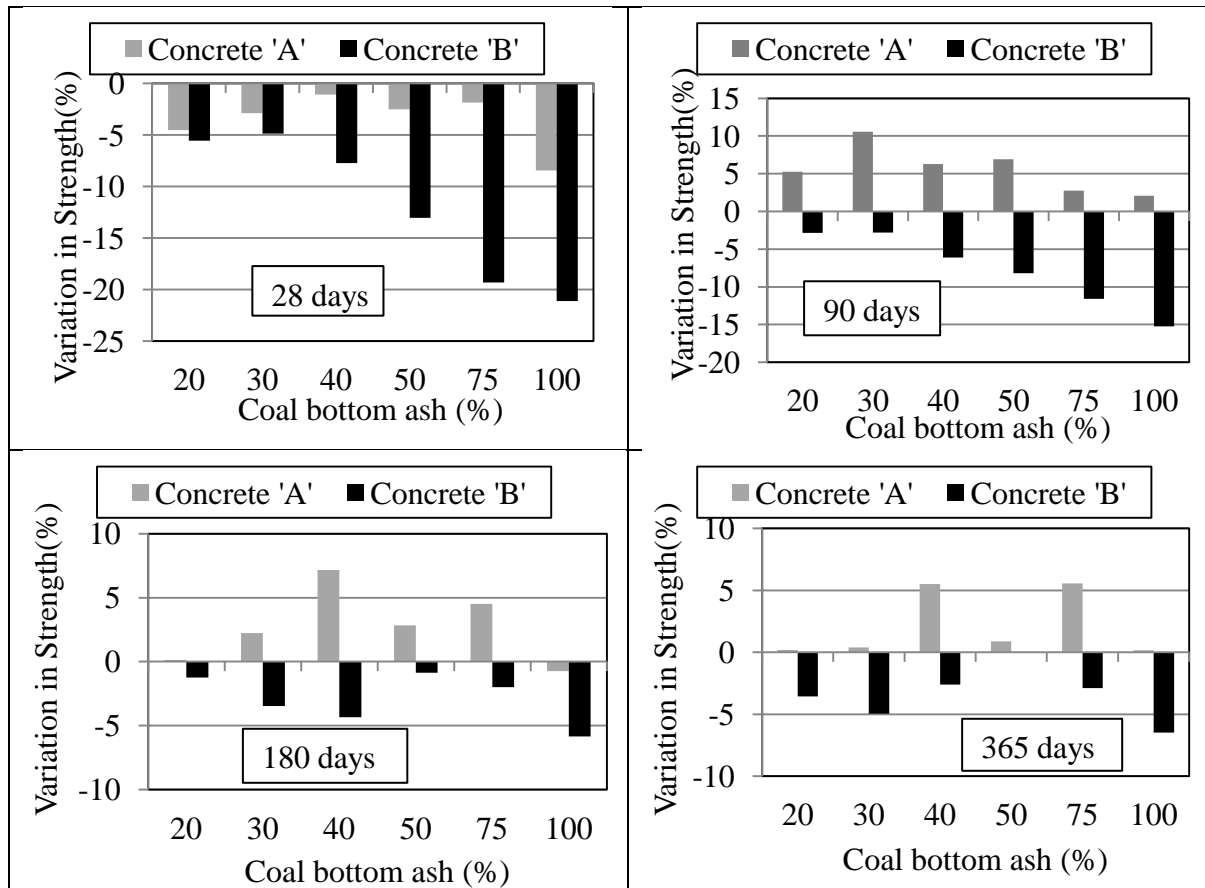 Concrete 'A' Concrete 'B'
0
-5
-10
-15
-20
-25
Variation in Strength(%)
28 days
20 30 40 50 75 100
Coal bottom ash (%)
Concrete 'A' Concrete 'B'
15
10
5
0
-5
-10
-15
-20
Variation in Strength(%)
90 days
20 30 40 50 75 100
Coal bottom ash (%)
Concrete 'A' Concrete 'B'
10
5
0
-5
-10
Variation in Strength(%)
180 days
20 30 40 50 75 100
Coal bottom ash (%)
Concrete 'A' Concrete 'B'
10
5
0
-5
-10
Variation in Strength(%)
365 days
20 30 40 50 75 100
Coal bottom ash (%)